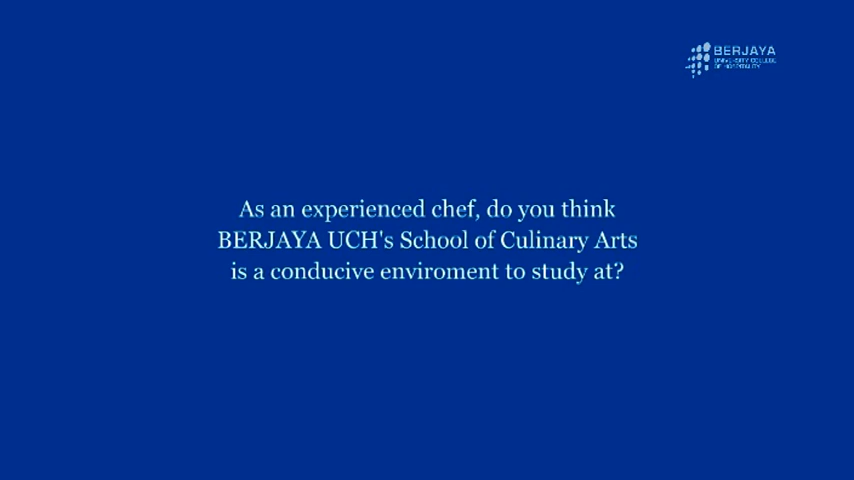 BERJAYA
UNIVERSITY COLLEGE
OF HOSPITALITY
As an experienced chef, do you think
BERJAYA UCH's School of Culinary Arts
is a conducive enviroment to study at?